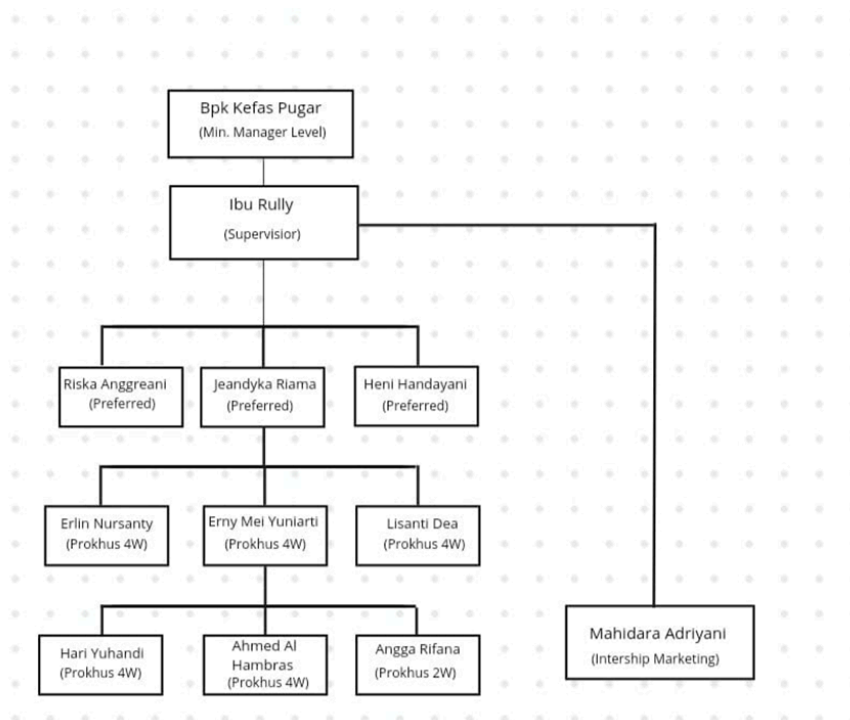 Bpk Kefas Pugar
(Min. Manager Level)
Ibu Rully
(Supervisior)
Riska Anggreani
(Preferred)
Jeandyka Riama
(Preferred)
Heni Handayani
(Preferred)
Erlin Nursanty
(Prokhus 4W)
Erny Mei Yuniarti
(Prokhus 4W)
Lisanti Dea
(Prokhus 4W)
Hari Yuhandi
(Prokhus 4W)
Ahmed Al
Hambras
(Prokhus 4W)
Angga Rifana
(Prokhus 2W)
Mahidara Adriyani
(Intership Marketing)